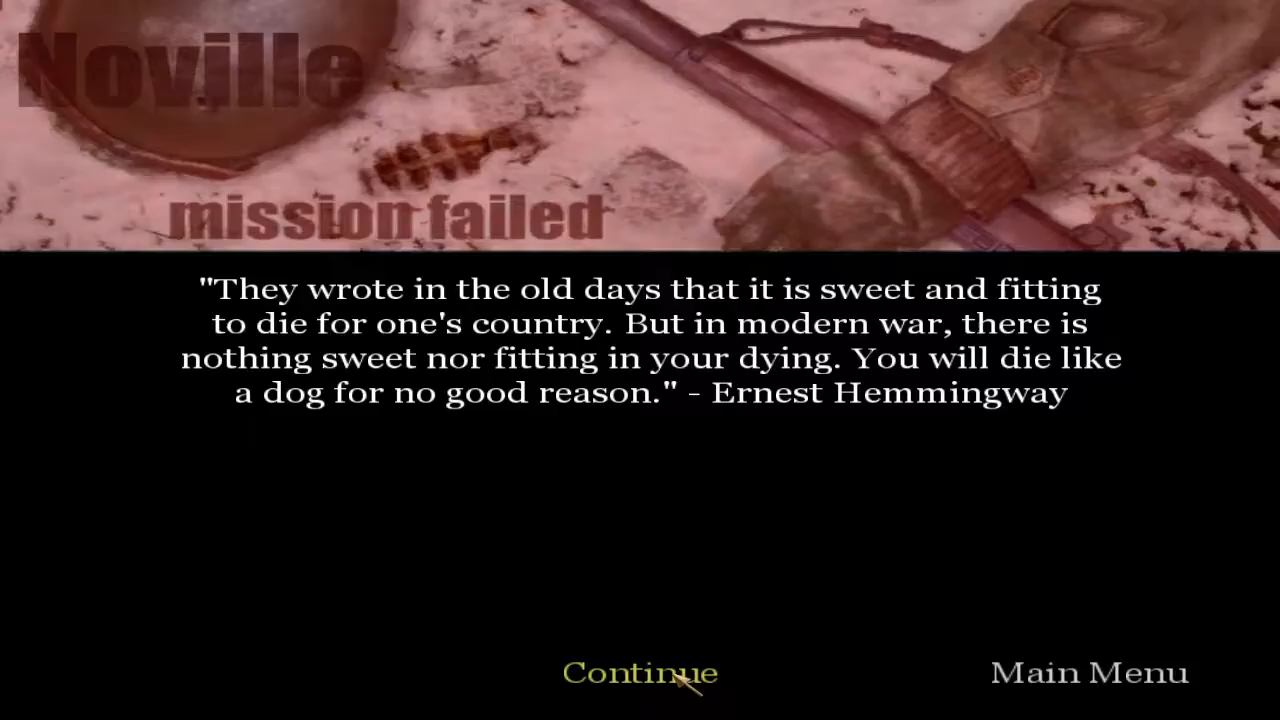 Noville
mission failed
"They wrote in the old days that it is sweet and fitting
to die for one's country. But in modern war, there is
nothing sweet nor fitting in your dying. You will die like
a dog for no good reason." - Ernest Hemmingway
Continue
Main Menu